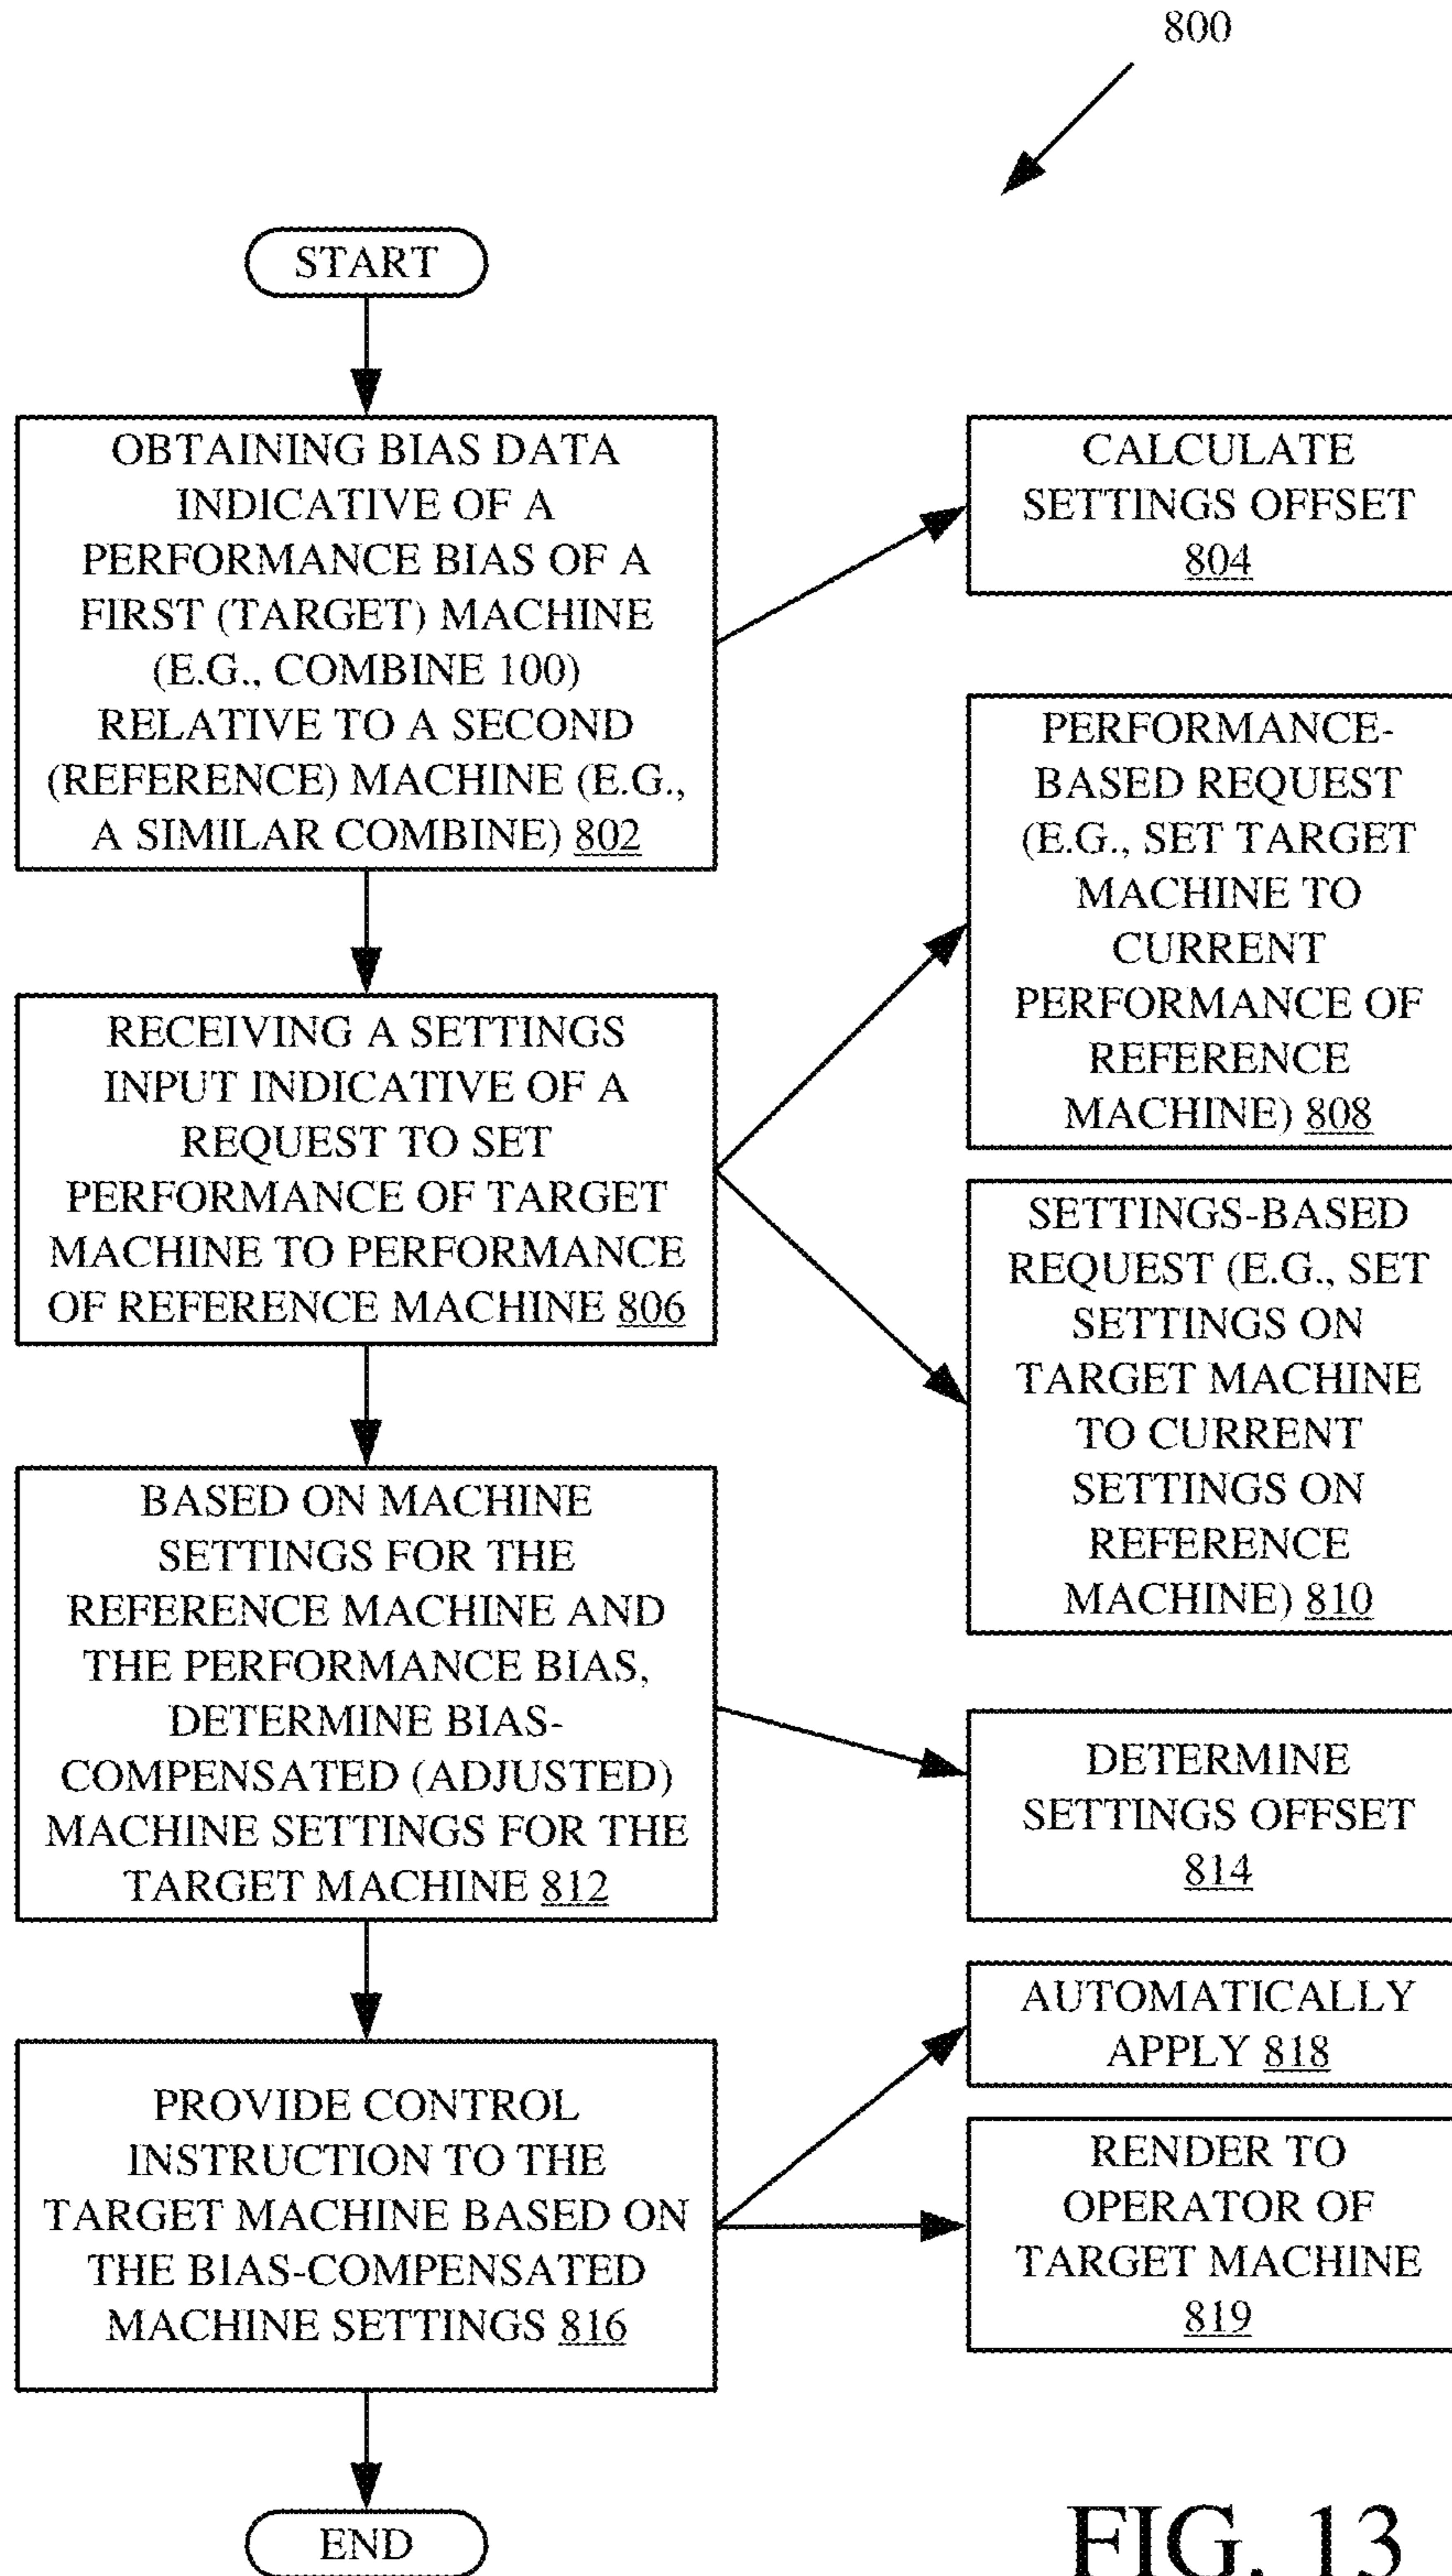 800
START
OBTAINING BIAS DATA
INDICATIVE OF A
PERFORMANCE BIAS OF A
FIRST (TARGET) MACHINE
(E.G., COMBINE 100)
RELATIVE TO A SECOND
(REFERENCE) MACHINE (E.G.,
A SIMILAR COMBINE) 802
CALCULATE
SETTINGS OFFSET
804
RECEIVING A SETTINGS
INPUT INDICATIVE OF A
REQUEST TO SET
PERFORMANCE OF TARGET
MACHINE TO PERFORMANCE
OF REFERENCE MACHINE 806
PERFORMANCE-
BASED REQUEST
(E.G., SET TARGET
MACHINE TO
CURRENT
PERFORMANCE OF
REFERENCE
MACHINE) 808
SETTINGS-BASED
REQUEST (E.G., SET
SETTINGS ON
TARGET MACHINE
TO CURRENT
SETTINGS ON
REFERENCE
MACHINE) 810
BASED ON MACHINE
SETTINGS FOR THE
REFERENCE MACHINE AND
THE PERFORMANCE BIAS,
DETERMINE BIAS-
COMPENSATED (ADJUSTED)
MACHINE SETTINGS FOR THE
TARGET MACHINE 812
DETERMINE
SETTINGS OFFSET
814
PROVIDE CONTROL
INSTRUCTION TO THE
TARGET MACHINE BASED ON
THE BIAS-COMPENSATED
MACHINE SETTINGS 816
AUTOMATICALLY
APPLY 818
RENDER TO
OPERATOR OF
TARGET MACHINE
819
END
FIG. 13